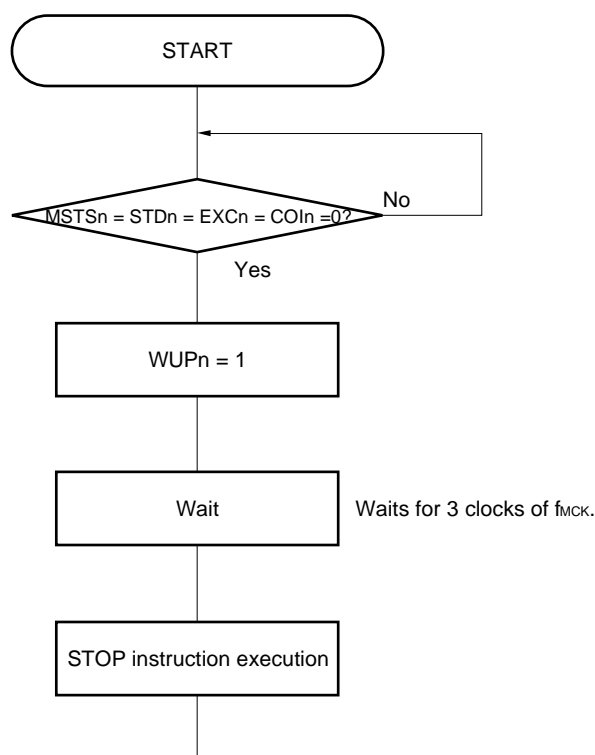 START
MSTSn = STDn = EXCn = COIn =0?
No
Yes
WUPn = 1
Wait
Waits for 3 clocks of fMCK.
STOP instruction execution